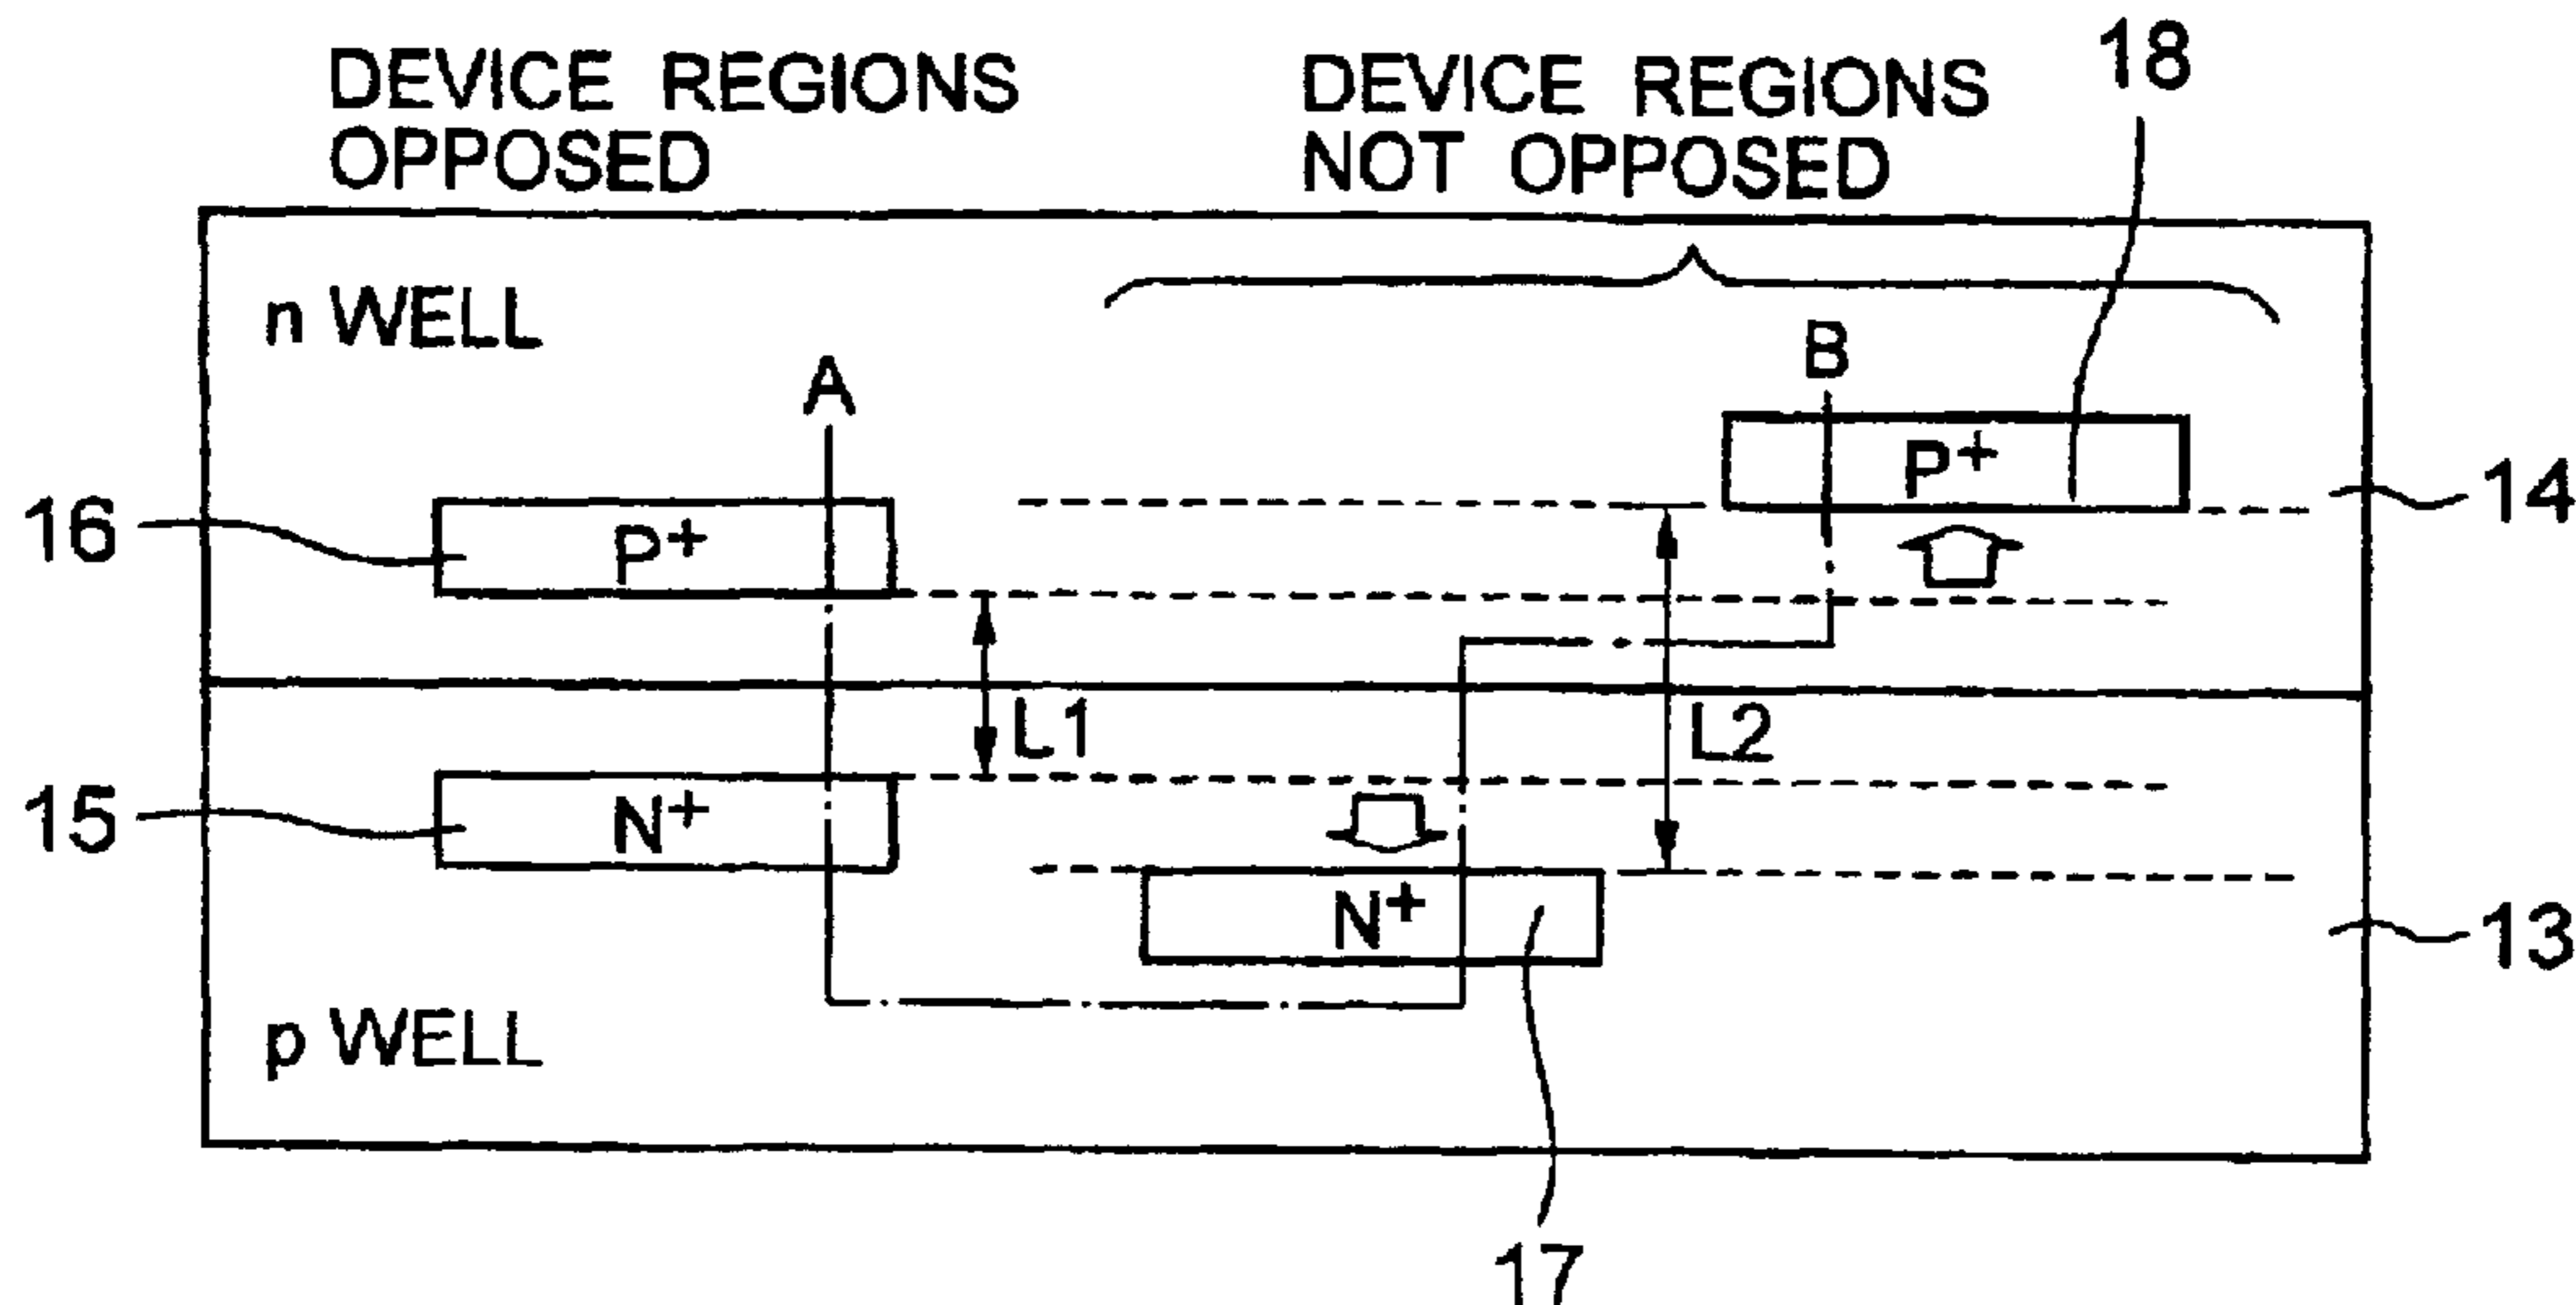 DEVICE REGIONS
OPPOSED
DEVICE REGIONS
NOT OPPOSED
18
n WELL
A
B
P+
14
16
P+
L1
L2
15
N+
N+
13
p WELL
17